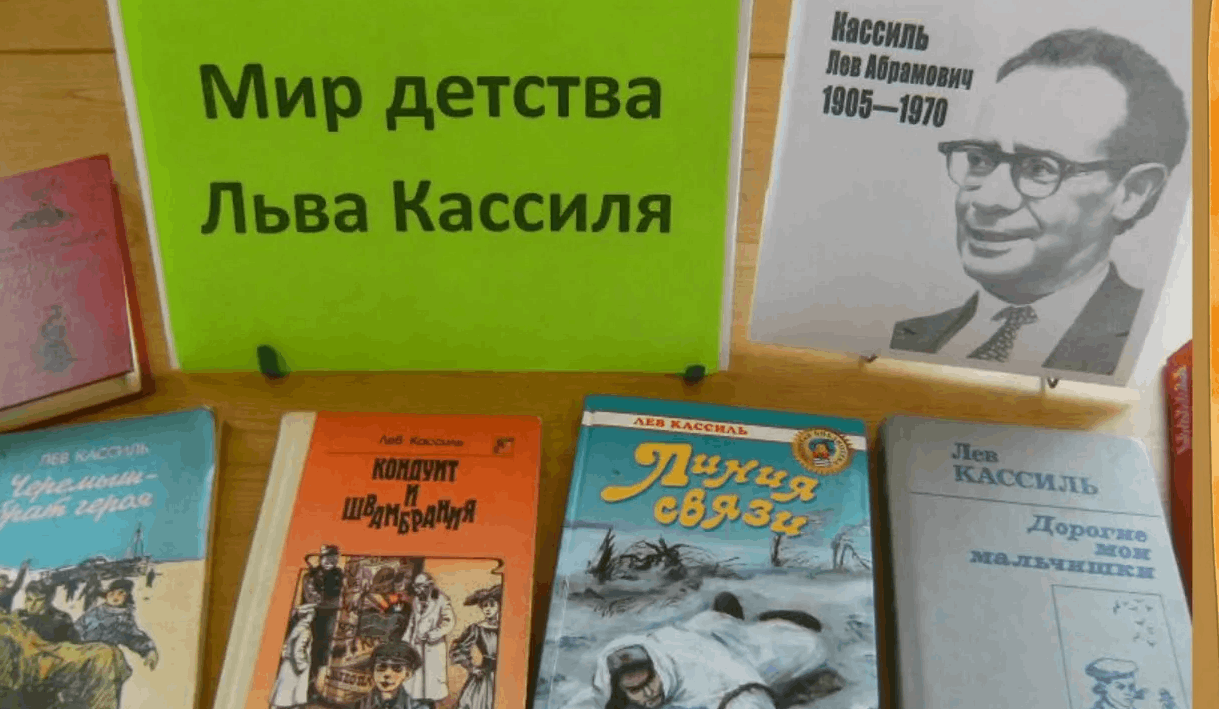 Мир детства
Льва Кассиля
Кассиль
Лев Абрамович
1905—1970
ЛЕВ КАССИЛЬ
Черемыш-
брат героя
Лев Кассиль
КОНДУИТ
И
ШВАМБРАНИЯ
ЛЕВ КАССИЛЬ
Линия
связи
Лев
КАССИЛЬ
Дорогие
мои
мальчишки